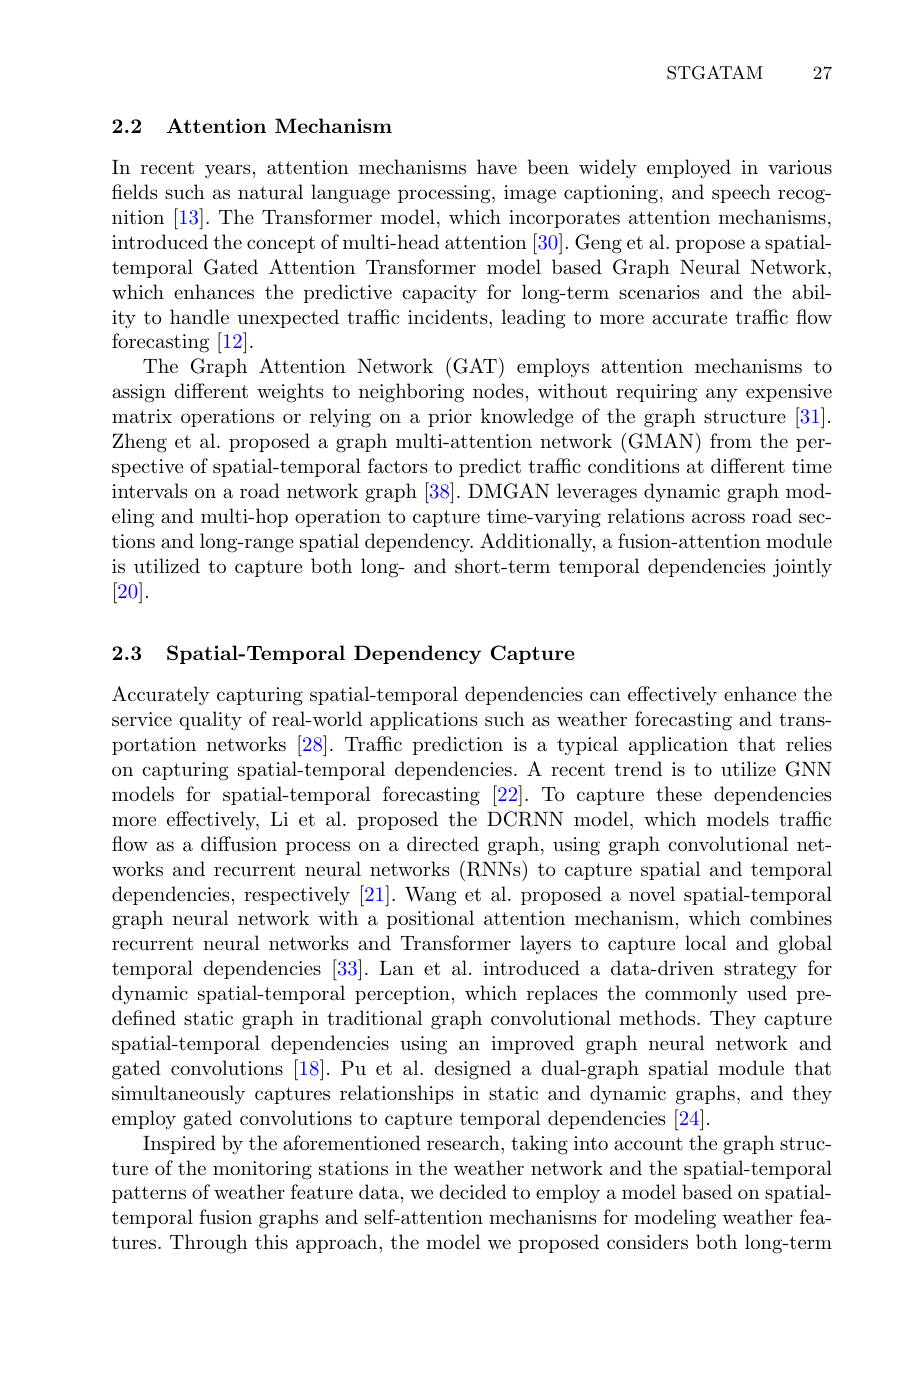 STGATAM 27
2.2 Attention Mechanism
In recent years, attention mechanisms have been widely employed in various
fields such as natural language processing, image captioning, and speech recog-
nition [13]. The Transformer model, which incorporates attention mechanisms,
introduced the concept of multi-head attention [30]. Geng et al. propose a spatial-
temporal Gated Attention Transformer model based Graph Neural Network,
which enhances the predictive capacity for long-term scenarios and the abil-
ity to handle unexpected traffic incidents, leading to more accurate traffic flow
forecasting [12].
The Graph Attention Network (GAT) employs attention mechanisms to
assign different weights to neighboring nodes, without requiring any expensive
matrix operations or relying on a prior knowledge of the graph structure [31].
Zheng et al. proposed a graph multi-attention network (GMAN) from the per-
spective of spatial-temporal factors to predict traffic conditions at different time
intervals on a road network graph [38]. DMGAN leverages dynamic graph mod-
eling and multi-hop operation to capture time-varying relations across road sec-
tions and long-range spatial dependency. Additionally, a fusion-attention module
is utilized to capture both long- and short-term temporal dependencies jointly
[20].
2.3 Spatial-Temporal Dependency Capture
Accurately capturing spatial-temporal dependencies can effectively enhance the
service quality of real-world applications such as weather forecasting and trans-
portation networks [28]. Traffic prediction is a typical application that relies
on capturing spatial-temporal dependencies. A recent trend is to utilize GNN
models for spatial-temporal forecasting [22]. To capture these dependencies
more effectively, Li et al. proposed the DCRNN model, which models traffic
flow as a diffusion process on a directed graph, using graph convolutional net-
works and recurrent neural networks (RNNs) to capture spatial and temporal
dependencies, respectively [21]. Wang et al. proposed a novel spatial-temporal
graph neural network with a positional attention mechanism, which combines
recurrent neural networks and Transformer layers to capture local and global
temporal dependencies [33]. Lan et al. introduced a data-driven strategy for
dynamic spatial-temporal perception, which replaces the commonly used pre-
defined static graph in traditional graph convolutional methods. They capture
spatial-temporal dependencies using an improved graph neural network and
gated convolutions [18]. Pu et al. designed a dual-graph spatial module that
simultaneously captures relationships in static and dynamic graphs, and they
employ gated convolutions to capture temporal dependencies [24].
Inspired by the aforementioned research, taking into account the graph struc-
ture of the monitoring stations in the weather network and the spatial-temporal
patterns of weather feature data, we decided to employ a model based on spatial-
temporal fusion graphs and self-attention mechanisms for modeling weather fea-
tures. Through this approach, the model we proposed considers both long-term